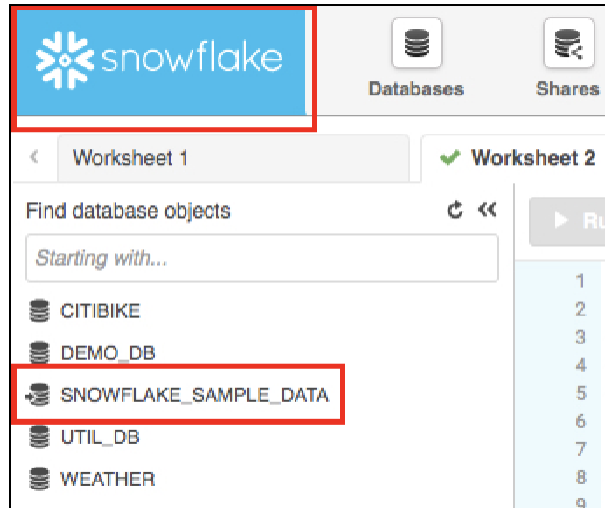 snowflake
Databases
Shares
Worksheet 1
Worksheet 2
Find database objects
Starting with...
CITIBIKE
DEMO_DB
SNOWFLAKE_SAMPLE_DATA
UTIL_DB
WEATHER
1
2
3
4
5
6
7
8
9